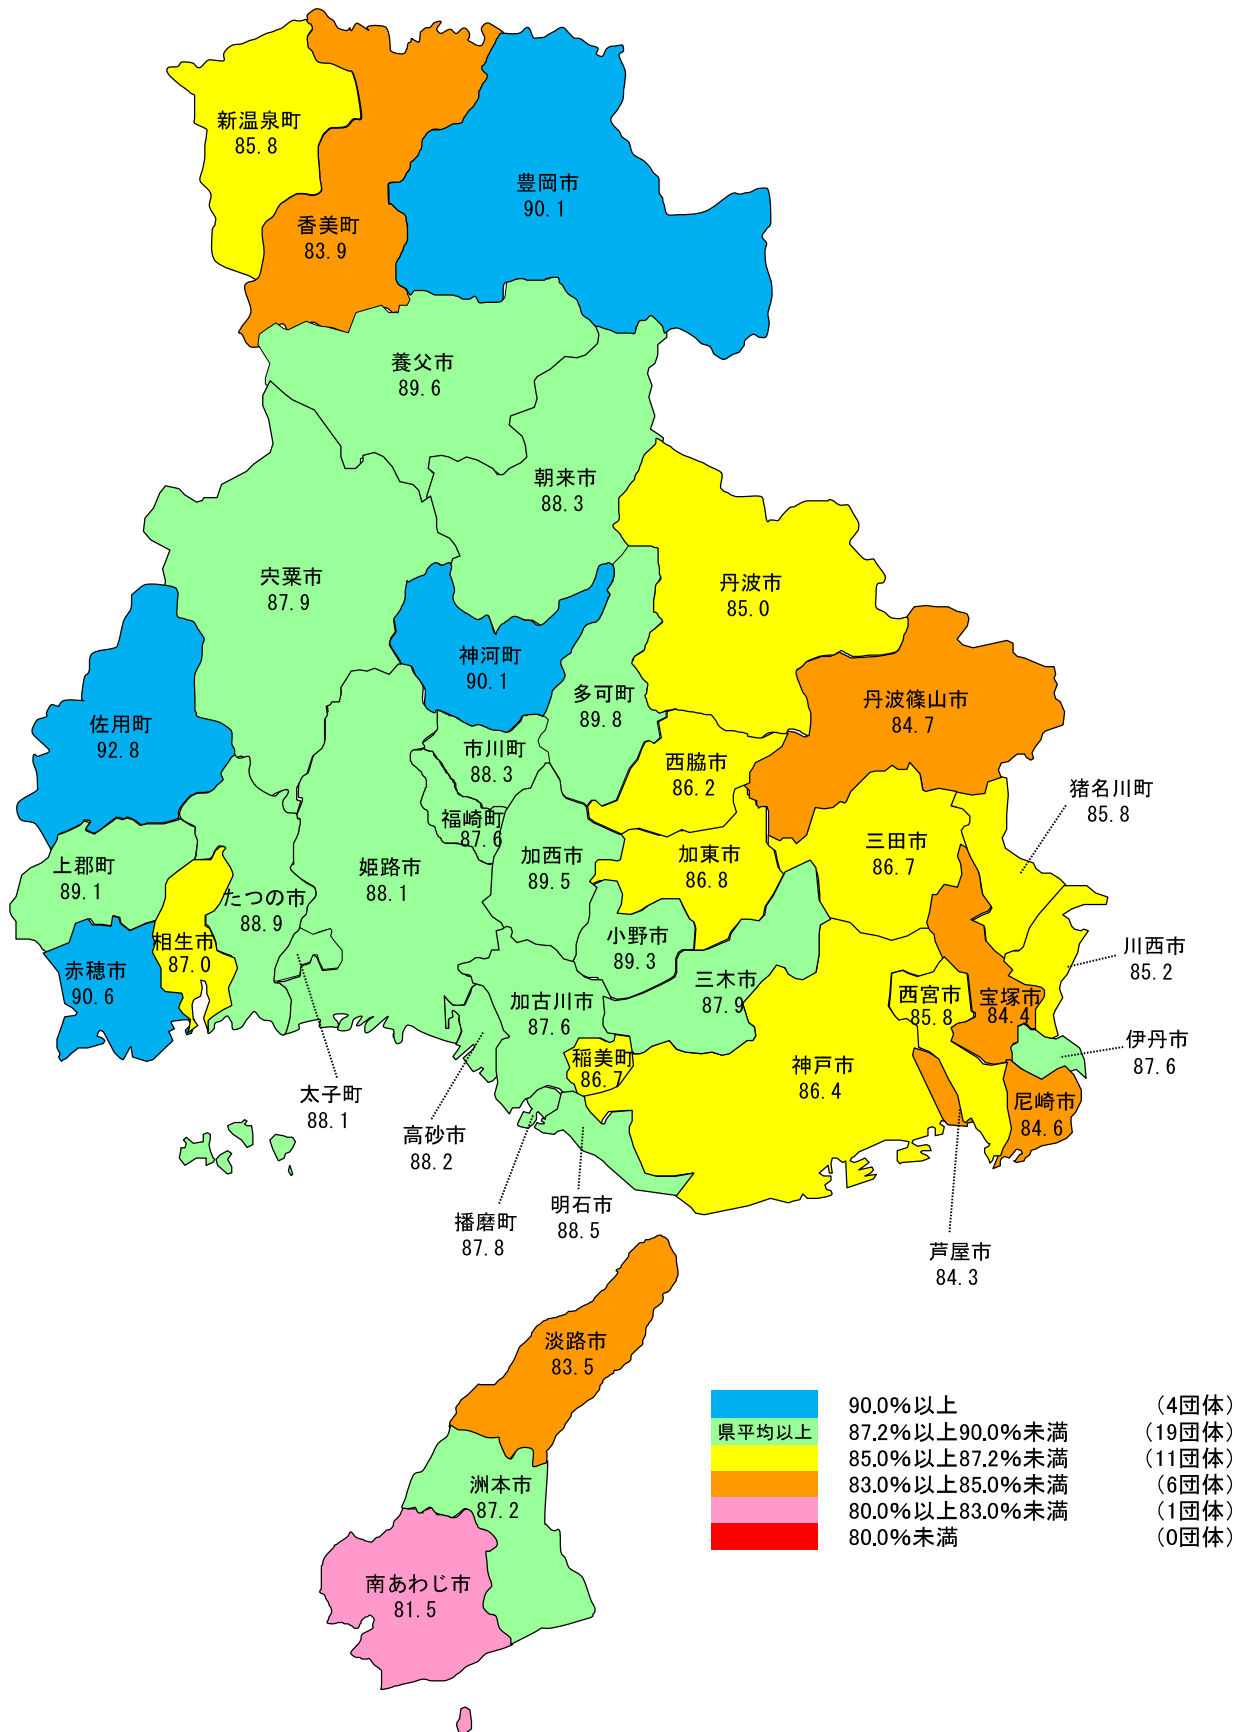 新温泉町
85.8
香美町
83.9
豊岡市
90.1
養父市
89.6
朝来市
88.3
宍粟市
87.9
丹波市
85.0
神河町
90.1
多可町
89.8
丹波篠山市
84.7
佐用町
92.8
市川町
88.3
西脇市
86.2
猪名川町
85.8
福崎町
87.6
上郡町
89.1
姫路市
88.1
加西市
89.5
加東市
86.8
三田市
86.7
たつの市
88.9
相生市
87.0
小野市
89.3
川西市
85.2
赤穂市
90.6
三木市
87.9
加古川市
87.6
西宮市
85.8
宝塚市
84.4
伊丹市
87.6
稲美町
86.7
神戸市
86.4
太子町
88.1
尼崎市
84.6
高砂市
88.2
明石市
88.5
播磨町
87.8
芦屋市
84.3
淡路市
83.5
洲本市
87.2
南あわじ市
81.5
90.0%以上 (4団体)
県平均以上 87.2%以上90.0%未満 (19団体)
85.0%以上87.2%未満 (11団体)
83.0%以上85.0%未満 (6団体)
80.0%以上83.0%未満 (1団体)
80.0%未満 (0団体)